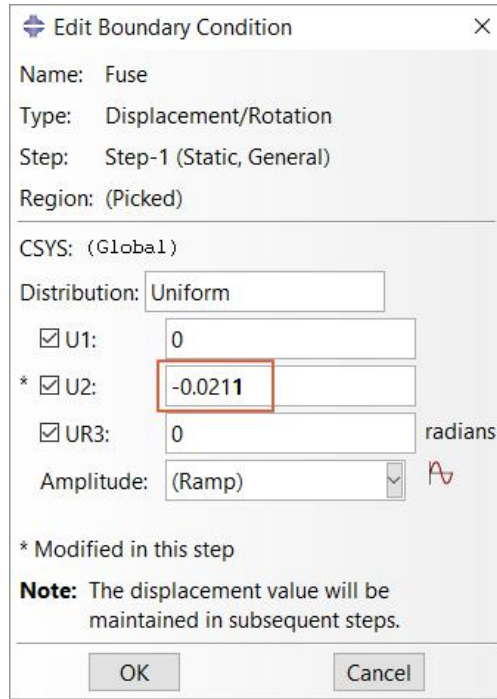 Edit Boundary Condition
Name: Fuse
Type: Displacement/Rotation
Step: Step-1 (Static, General)
Region: (Picked)
CSYS: (Global)
Distribution: Uniform
U1: 0
* U2: -0.0211
UR3: 0 radians
Amplitude: (Ramp)
* Modified in this step
Note: The displacement value will be
maintained in subsequent steps.
OK Cancel